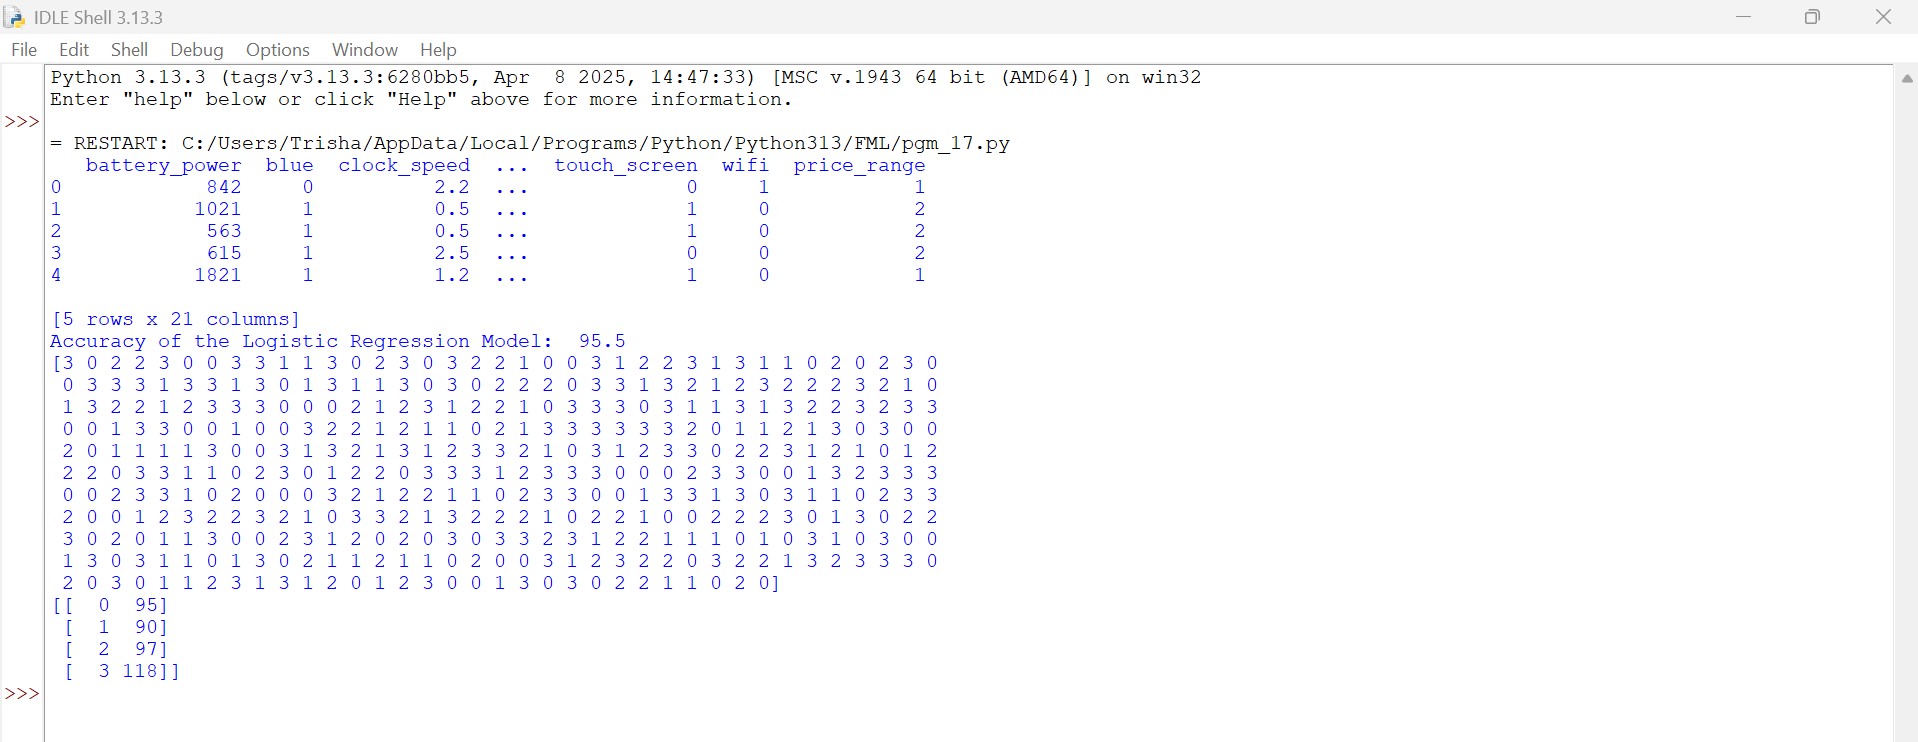 IDLE Shell 3.13.3
File Edit Shell Debug Options Window Help
Python 3.13.3 (tags/v3.13.3:6280bb5, Apr  8 2025, 14:47:33) [MSC v.1943 64 bit (AMD64)] on win32
Enter "help" below or click "Help" above for more information.
>>>
= RESTART: C:/Users/Trisha/AppData/Local/Programs/Python/Python313/FML/pgm_17.py
   battery_power  blue  clock_speed  ...  touch_screen  wifi  price_range
0            842     0          2.2  ...             0     1            1
1           1021     1          0.5  ...             1     0            2
2            563     1          0.5  ...             1     0            2
3            615     1          2.5  ...             0     0            2
4           1821     1          1.2  ...             1     0            1
[5 rows x 21 columns]
Accuracy of the Logistic Regression Model:  95.5
[3 0 2 2 3 0 0 3 3 1 1 3 0 2 3 0 3 2 2 1 0 0 3 1 2 2 3 1 3 1 1 0 2 0 2 3 0
 0 3 3 3 1 3 3 1 3 0 1 3 1 1 3 0 3 0 2 2 2 0 3 3 1 3 2 1 2 3 2 2 2 3 2 1 0
 1 3 2 2 1 2 3 3 3 0 0 0 2 1 2 3 1 2 2 1 0 3 3 3 0 3 1 1 3 1 3 2 2 3 2 3 3
 0 0 1 3 3 0 0 1 0 0 3 2 2 1 2 1 1 0 2 1 3 3 3 3 3 3 2 0 1 1 2 1 3 0 3 0 0
 2 0 1 1 1 1 3 0 0 3 1 3 2 1 3 1 2 3 3 2 1 0 3 1 2 3 3 0 2 2 3 1 2 1 0 1 2
 2 2 0 3 3 1 1 0 2 3 0 1 2 2 0 3 3 3 1 2 3 3 3 0 0 0 2 3 3 0 0 1 3 2 3 3 3
 0 0 2 3 3 1 0 2 0 0 0 3 2 1 2 2 1 1 0 2 3 3 0 0 1 3 3 1 3 0 3 1 1 0 2 3 3
 2 0 0 1 2 3 2 2 3 2 1 0 3 3 2 1 3 2 2 2 1 0 2 2 1 0 0 2 2 2 3 0 1 3 0 2 2
 3 0 2 0 1 1 3 0 0 2 3 1 2 0 2 0 3 0 3 3 2 3 1 2 2 1 1 1 0 1 0 3 1 0 3 0 0
 1 3 0 3 1 1 0 1 3 0 2 1 1 2 1 1 0 2 0 0 3 1 2 3 2 2 0 3 2 2 1 3 2 3 3 3 0
 2 0 3 0 1 1 2 3 1 3 1 2 0 1 2 3 0 0 1 3 0 3 0 2 2 1 1 0 2 0]
[[  0  95]
 [  1  90]
 [  2  97]
 [  3 118]]
>>>